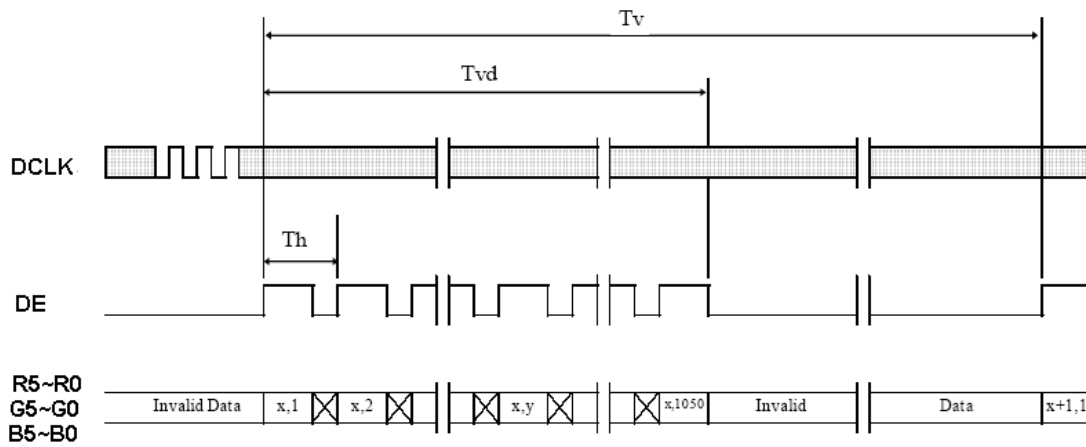 Tv
Tvd
DCLK
Th
DE
R5~R0
G5~G0
B5~B0
Invalid Data x,1 x,2 x,y x,1050 Invalid Data x+1,1